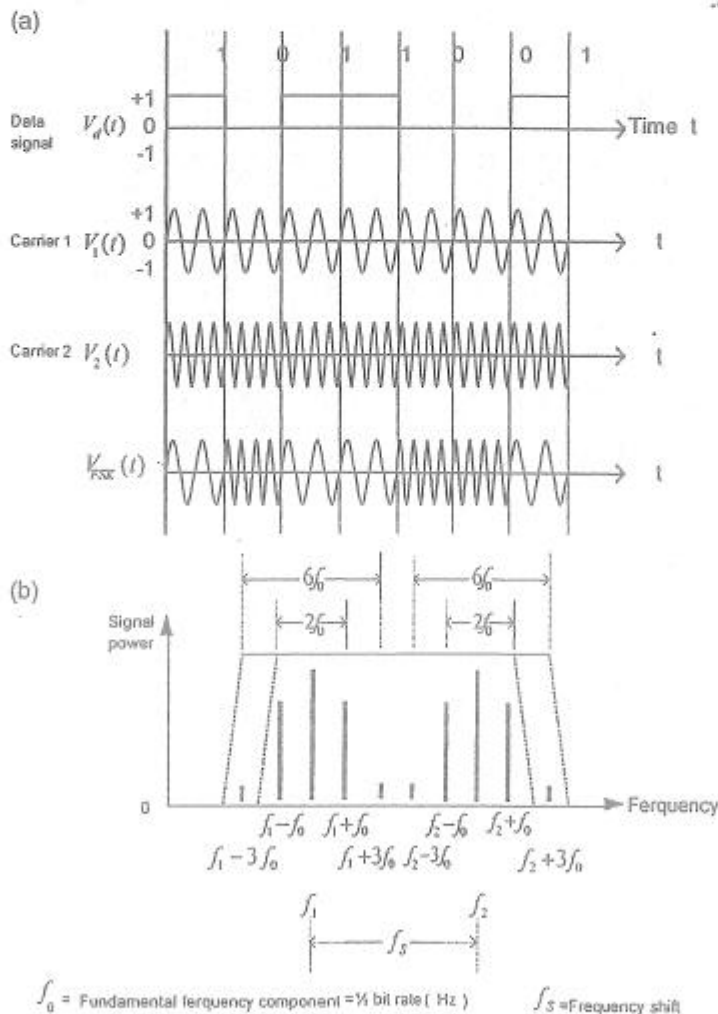 (a)
1 0 1 1 0 0 1
+1
Data signal V_d(t) 0 Time t
-1
+1
Carrier 1 V_1(t) 0 t
-1
Carrier 2 V_2(t) t
V_FSK(t) t
(b)
6f_0 6f_0
Signal power
2f_0 2f_0
0 Ferquency
f_1-f_0 f_1+f_0 f_2-f_0 f_2+f_0
f_1-3f_0 f_1+3f_0 f_2-3f_0 f_2+3f_0
f_1 f_2
f_S
f_0 = Fundamental ferquency component =½ bit rate ( Hz ) f_S =Frequency shift